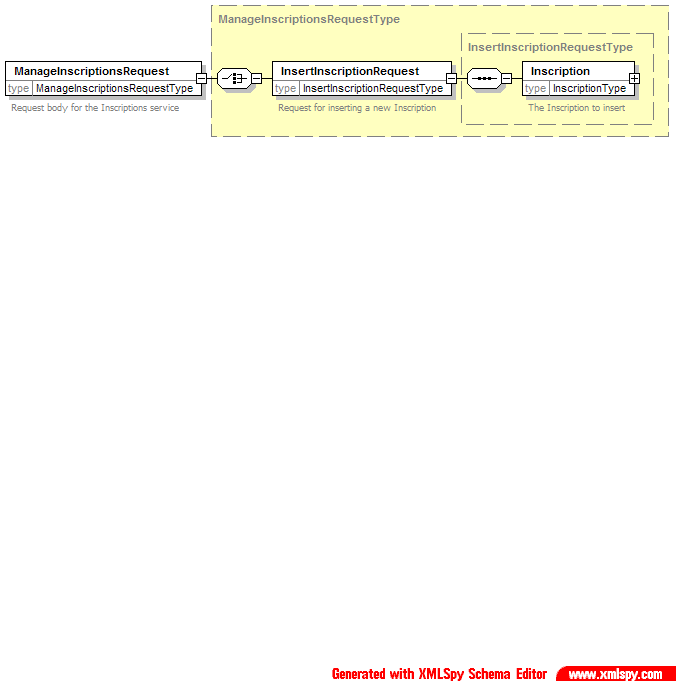 ManageInscriptionsRequestType
InsertInscriptionRequestType
ManageInscriptionsRequest
type ManageInscriptionsRequestType
Request body for the Inscriptions service
InsertInscriptionRequest
type InsertInscriptionRequestType
Request for inserting a new Inscription
Inscription
type InscriptionType
The Inscription to insert
Generated with XMLSpy Schema Editor www.xmlspy.com